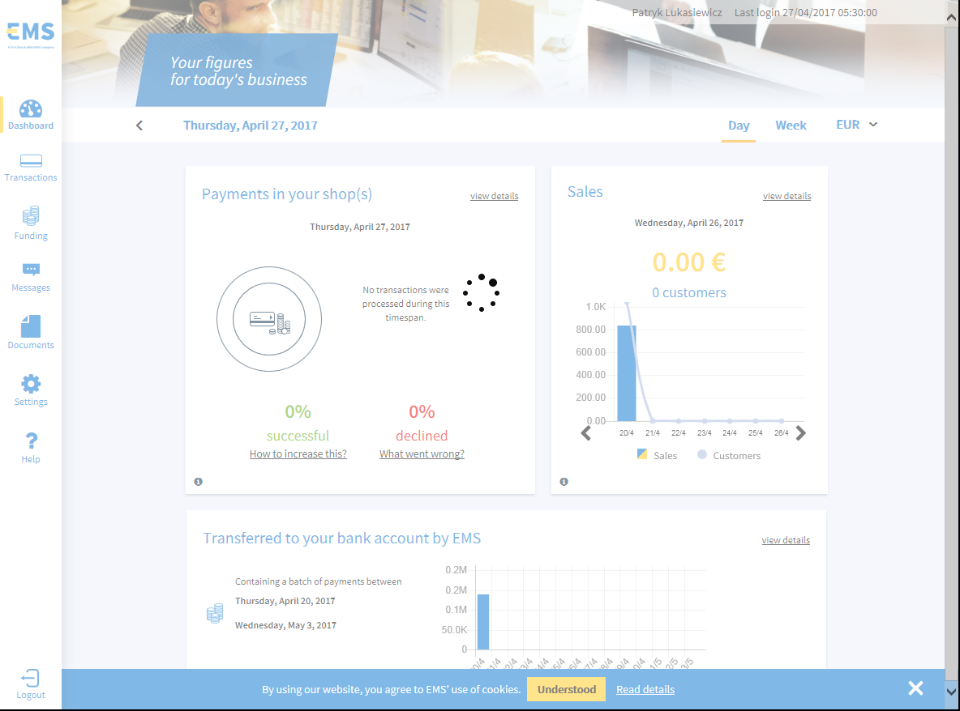 Patryk Lukasiewicz Last login 27/04/2017 05:30:00
EMS
Your figures
for today's business
Thursday, April 27, 2017
Day Week EUR
Dashboard
Transactions
Funding
Messages
Documents
Settings
Help
Logout
Payments in your shop(s)
view details
Thursday, April 27, 2017
No transactions were
processed during this
timespan.
0% 0%
successful declined
How to increase this? What went wrong?
Sales
view details
Wednesday, April 26, 2017
0.00 €
0 customers
1.0K
800.00
600.00
400.00
200.00
0.00
20/4 21/4 22/4 23/4 24/4 25/4 26/4
Sales Customers
Transferred to your bank account by EMS
view details
Containing a batch of payments between
Thursday, April 20, 2017
Wednesday, May 3, 2017
0.2M
0.2M
0.1M
50.0K
0
By using our website, you agree to EMS' use of cookies. Understood Read details